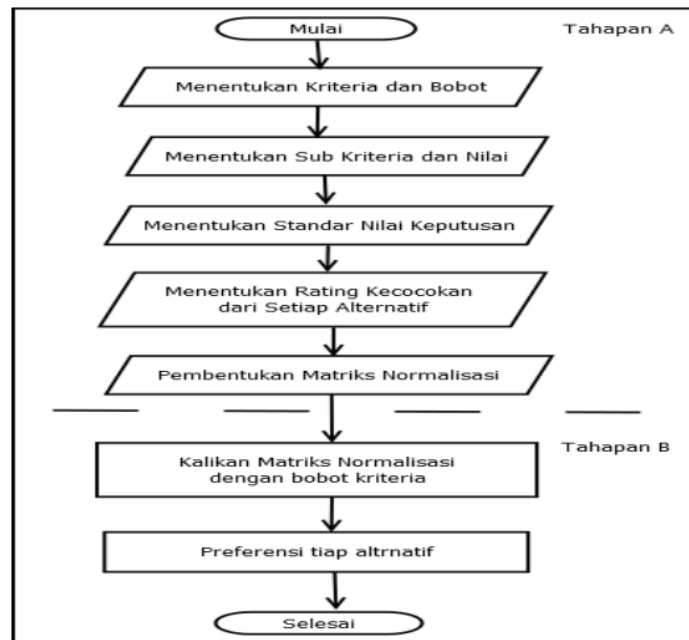 Mulai
Tahapan A
Menentukan Kriteria dan Bobot
Menentukan Sub Kriteria dan Nilai
Menentukan Standar Nilai Keputusan
Menentukan Rating Kecocokan
dari Setiap Alternatif
Pembentukan Matriks Normalisasi
Tahapan B
Kalikan Matriks Normalisasi
dengan bobot kriteria
Preferensi tiap altrnatif
Selesai